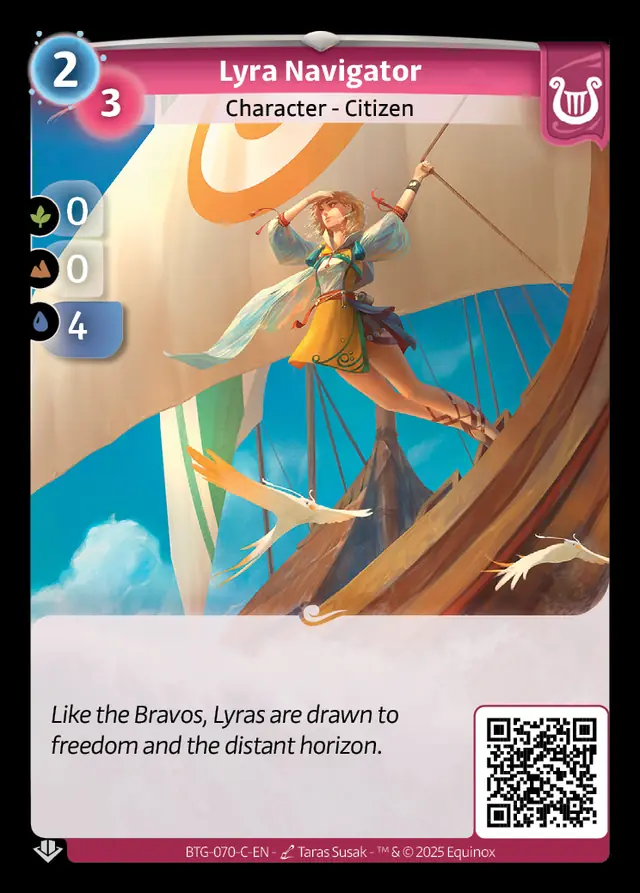 2
Lyra Navigator
3
Character - Citizen
0
0
4
Like the Bravos, Lyras are drawn to
freedom and the distant horizon.
BTG-070-C-EN - Taras Susak - ™ & © 2025 Equinox